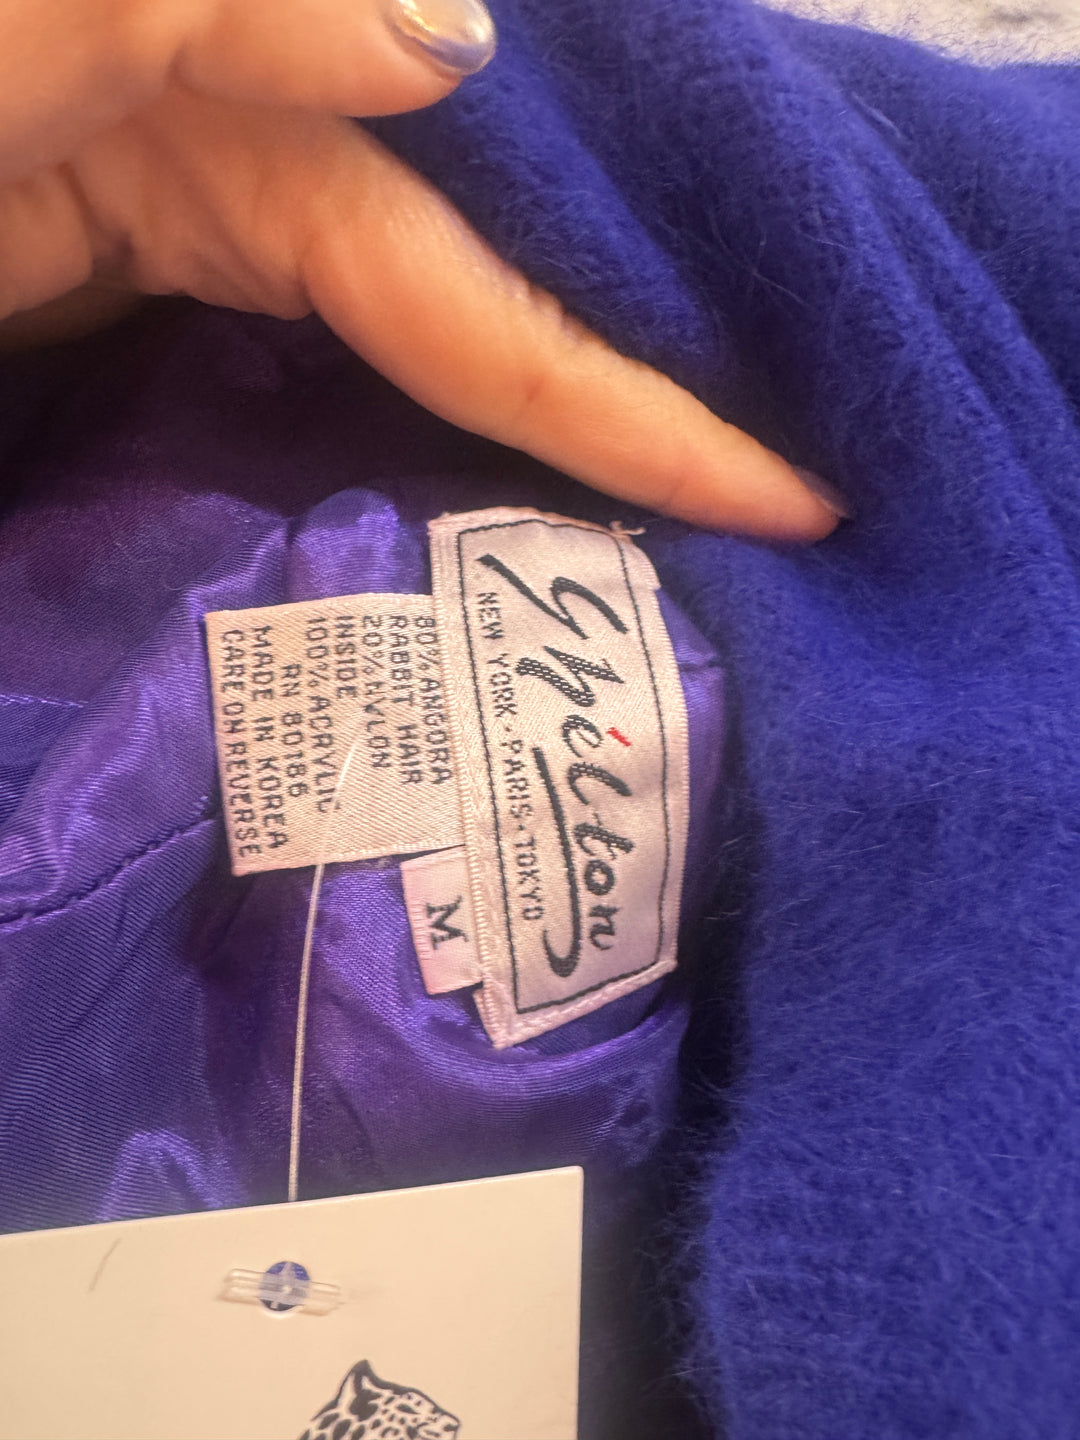 Shélton
NEW YORK · PARIS · TOKYO
M
80% ANGORA
RABBIT HAIR
20% NYLON
INSIDE
100% ACRYLIC
RN 80186
MADE IN KOREA
CARE ON REVERSE